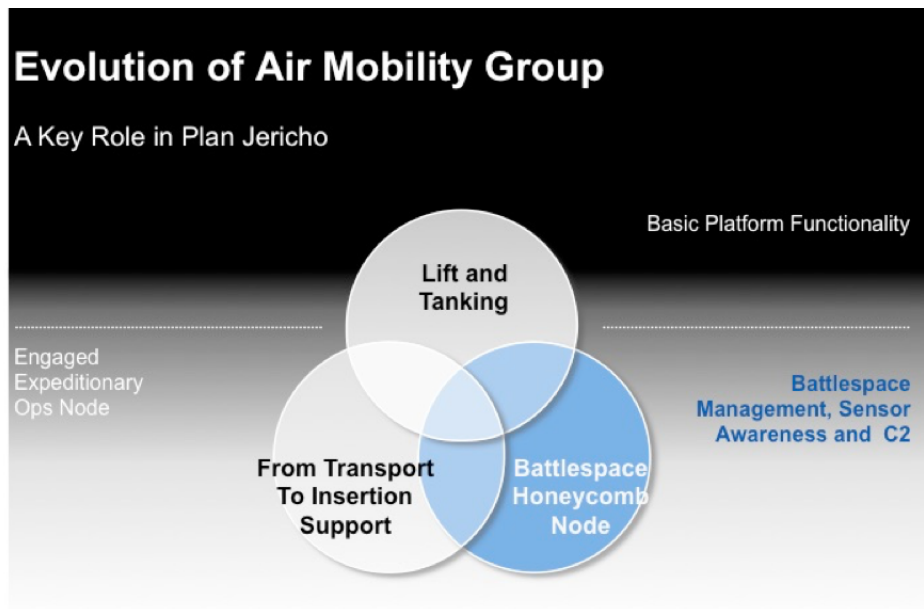 Evolution of Air Mobility Group
A Key Role in Plan Jericho
Basic Platform Functionality
Lift and
Tanking
Engaged
Expeditionary
Ops Node
Battlespace
Management, Sensor
Awareness and C2
From Transport
To Insertion
Support
Battlespace
Honeycomb
Node